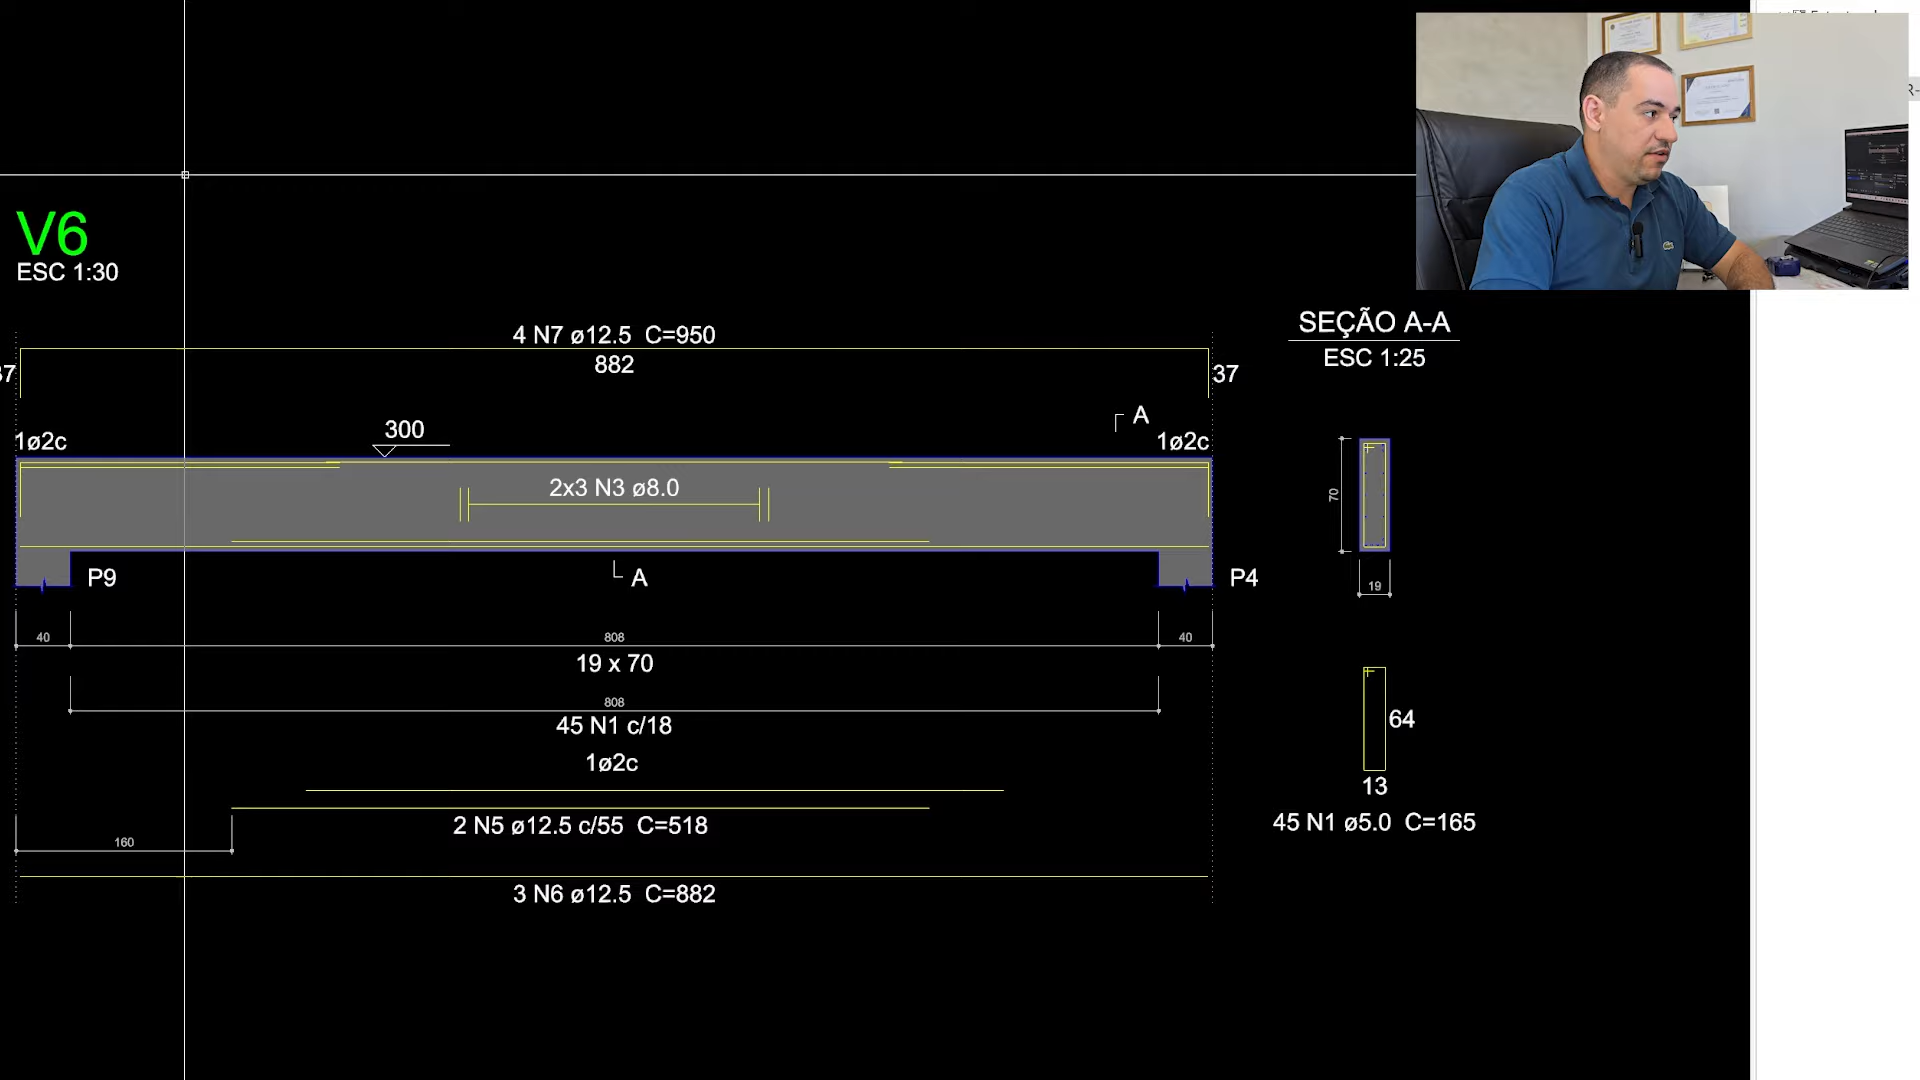 V6
ESC 1:30
4 N7 ø12.5 C=950
882
37
37
1ø2c
300
A
1ø2c
2x3 N3 ø8.0
A
P9
P4
40
808
40
19 x 70
808
45 N1 c/18
1ø2c
2 N5 ø12.5 c/55 C=518
160
3 N6 ø12.5 C=882
SEÇÃO A-A
ESC 1:25
70
19
64
13
45 N1 ø5.0 C=165
R-